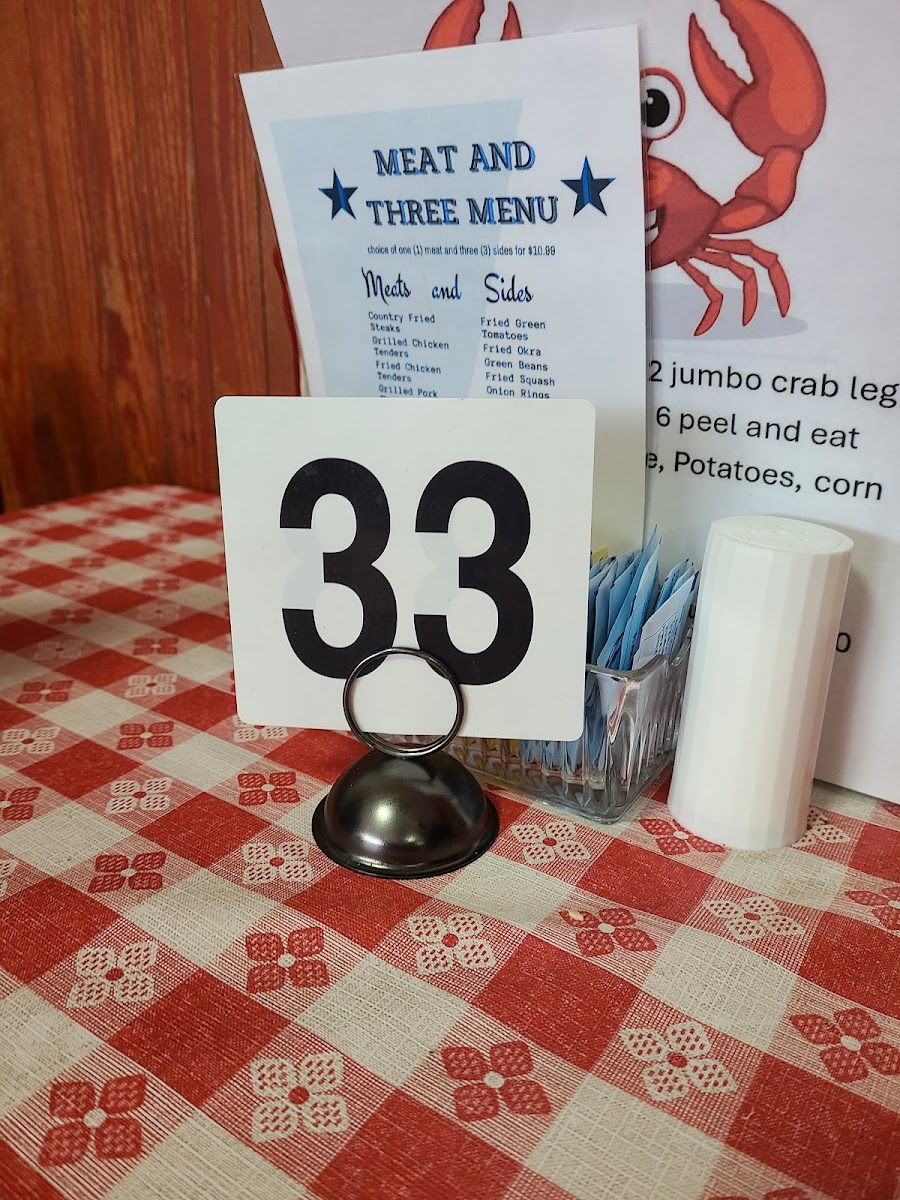 MEAT AND
THREE MENU
choice of one (1) meat and three (3) sides for $10.99
Meats and Sides
Country Fried
Steaks
Grilled Chicken
Tenders
Fried Chicken
Tenders
Grilled Pork
Fried Green
Tomatoes
Fried Okra
Green Beans
Fried Squash
Onion Rings
2 jumbo crab leg
6 peel and eat
e, Potatoes, corn
33